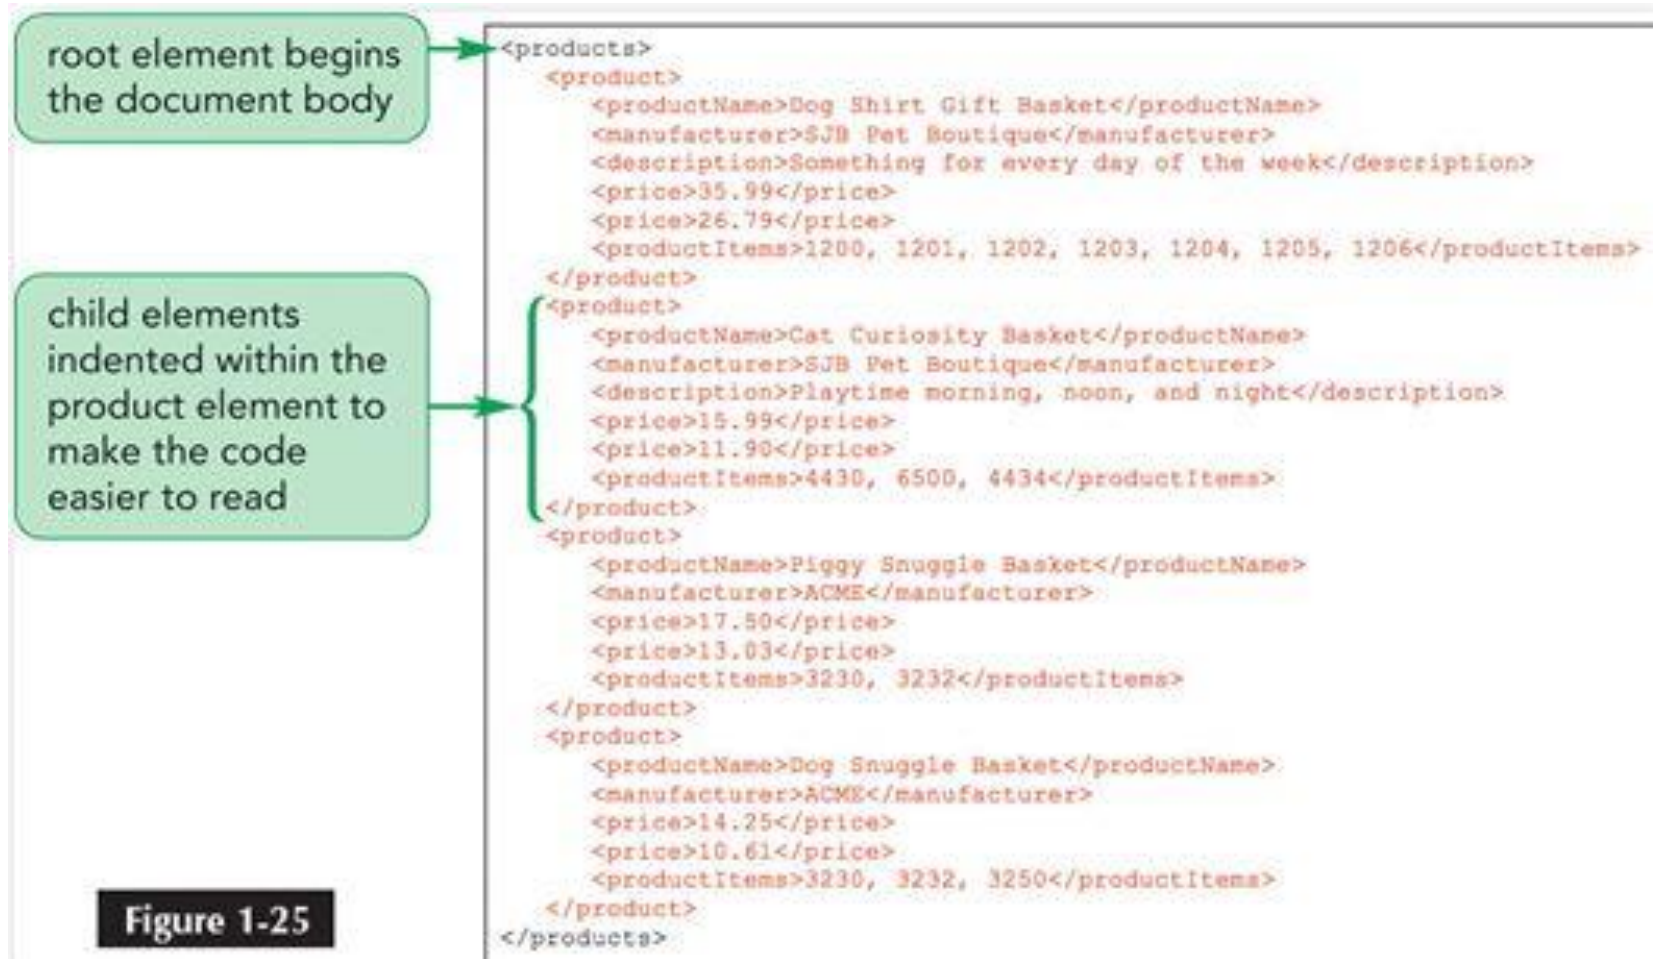 root element begins
the document body
<products>
<product>
<productName>Dog Shirt Gift Basket</productName>
<manufacturer>SJB Pet Boutique</manufacturer>
<description>Something for every day of the week</description>
<price>35.99</price>
<price>26.79</price>
<productItems>1200, 1201, 1202, 1203, 1204, 1205, 1206</productItems>
</product>
child elements
indented within the
product element to
make the code
easier to read
<product>
<productName>Cat Curiosity Basket</productName>
<manufacturer>SJB Pet Boutique</manufacturer>
<description>Playtime morning, noon, and night</description>
<price>15.99</price>
<price>11.90</price>
<productItems>4430, 6500, 4434</productItems>
</product>
<product>
<productName>Piggy Snuggle Basket</productName>
<manufacturer>ACME</manufacturer>
<price>17.50</price>
<price>13.03</price>
<productItems>3230, 3232</productItems>
</product>
<product>
<productName>Dog Snuggle Basket</productName>
<manufacturer>ACME</manufacturer>
<price>14.25</price>
<price>10.61</price>
<productItems>3230, 3232, 3250</productItems>
</product>
</products>
Figure 1-25